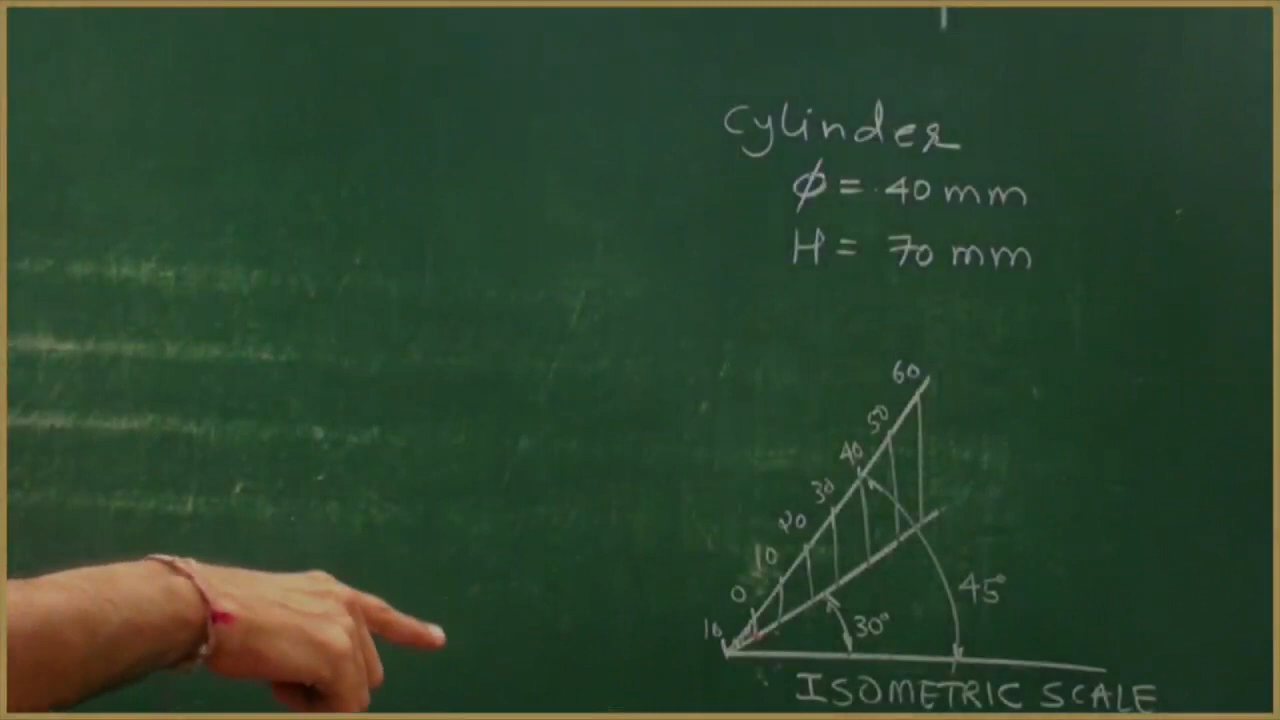 Cylinder
ϕ = 40 mm
H = 70 mm
60
50
40
30
20
10
0
10
45°
30°
ISOMETRIC SCALE